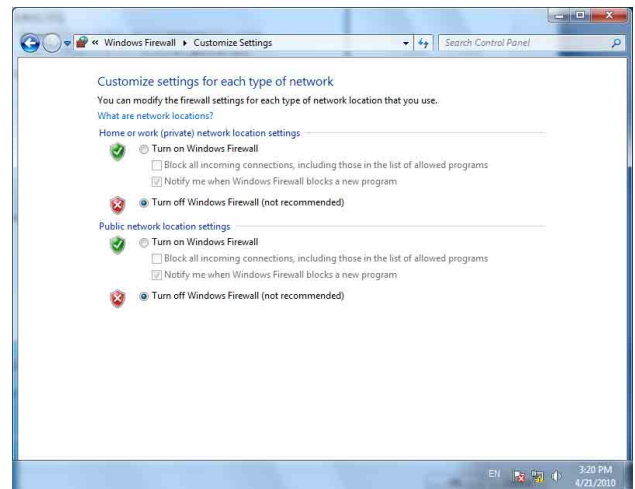 « Windows Firewall ▸ Customize Settings
Search Control Panel
Customize settings for each type of network
You can modify the firewall settings for each type of network location that you use.
What are network locations?
Home or work (private) network location settings
Turn on Windows Firewall
Block all incoming connections, including those in the list of allowed programs
Notify me when Windows Firewall blocks a new program
Turn off Windows Firewall (not recommended)
Public network location settings
Turn on Windows Firewall
Block all incoming connections, including those in the list of allowed programs
Notify me when Windows Firewall blocks a new program
Turn off Windows Firewall (not recommended)
EN
3:20 PM
4/21/2010